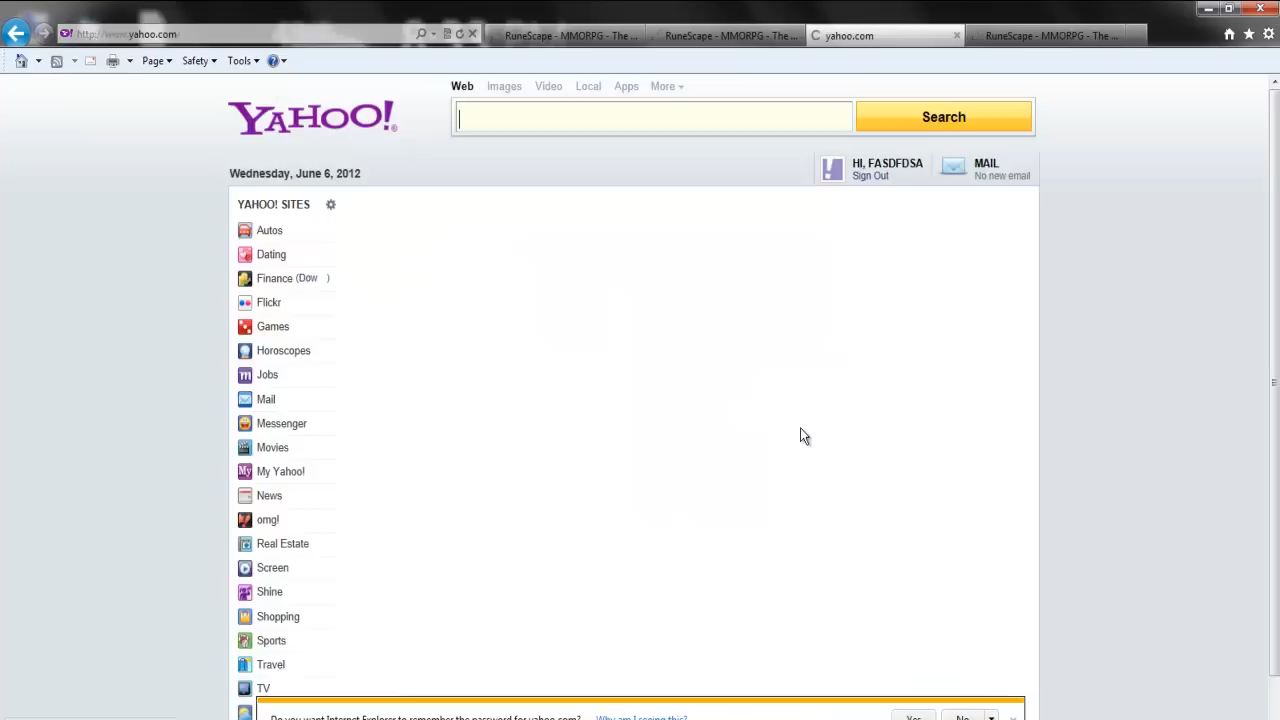 http://www.yahoo.com
RuneScape - MMORPG - The ...
RuneScape - MMORPG - The ...
yahoo.com
RuneScape - MMORPG - The ...
Page
Safety
Tools
Web Images Video Local Apps More
YAHOO!
Search
Wednesday, June 6, 2012
HI, FASDFDSA
Sign Out
MAIL
No new email
YAHOO! SITES
Autos
Dating
Finance (Dow )
Flickr
Games
Horoscopes
Jobs
Mail
Messenger
Movies
My Yahoo!
News
omg!
Real Estate
Screen
Shine
Shopping
Sports
Travel
TV
Do you want Internet Explorer to remember the password for yahoo.com? Why am I seeing this? Yes No